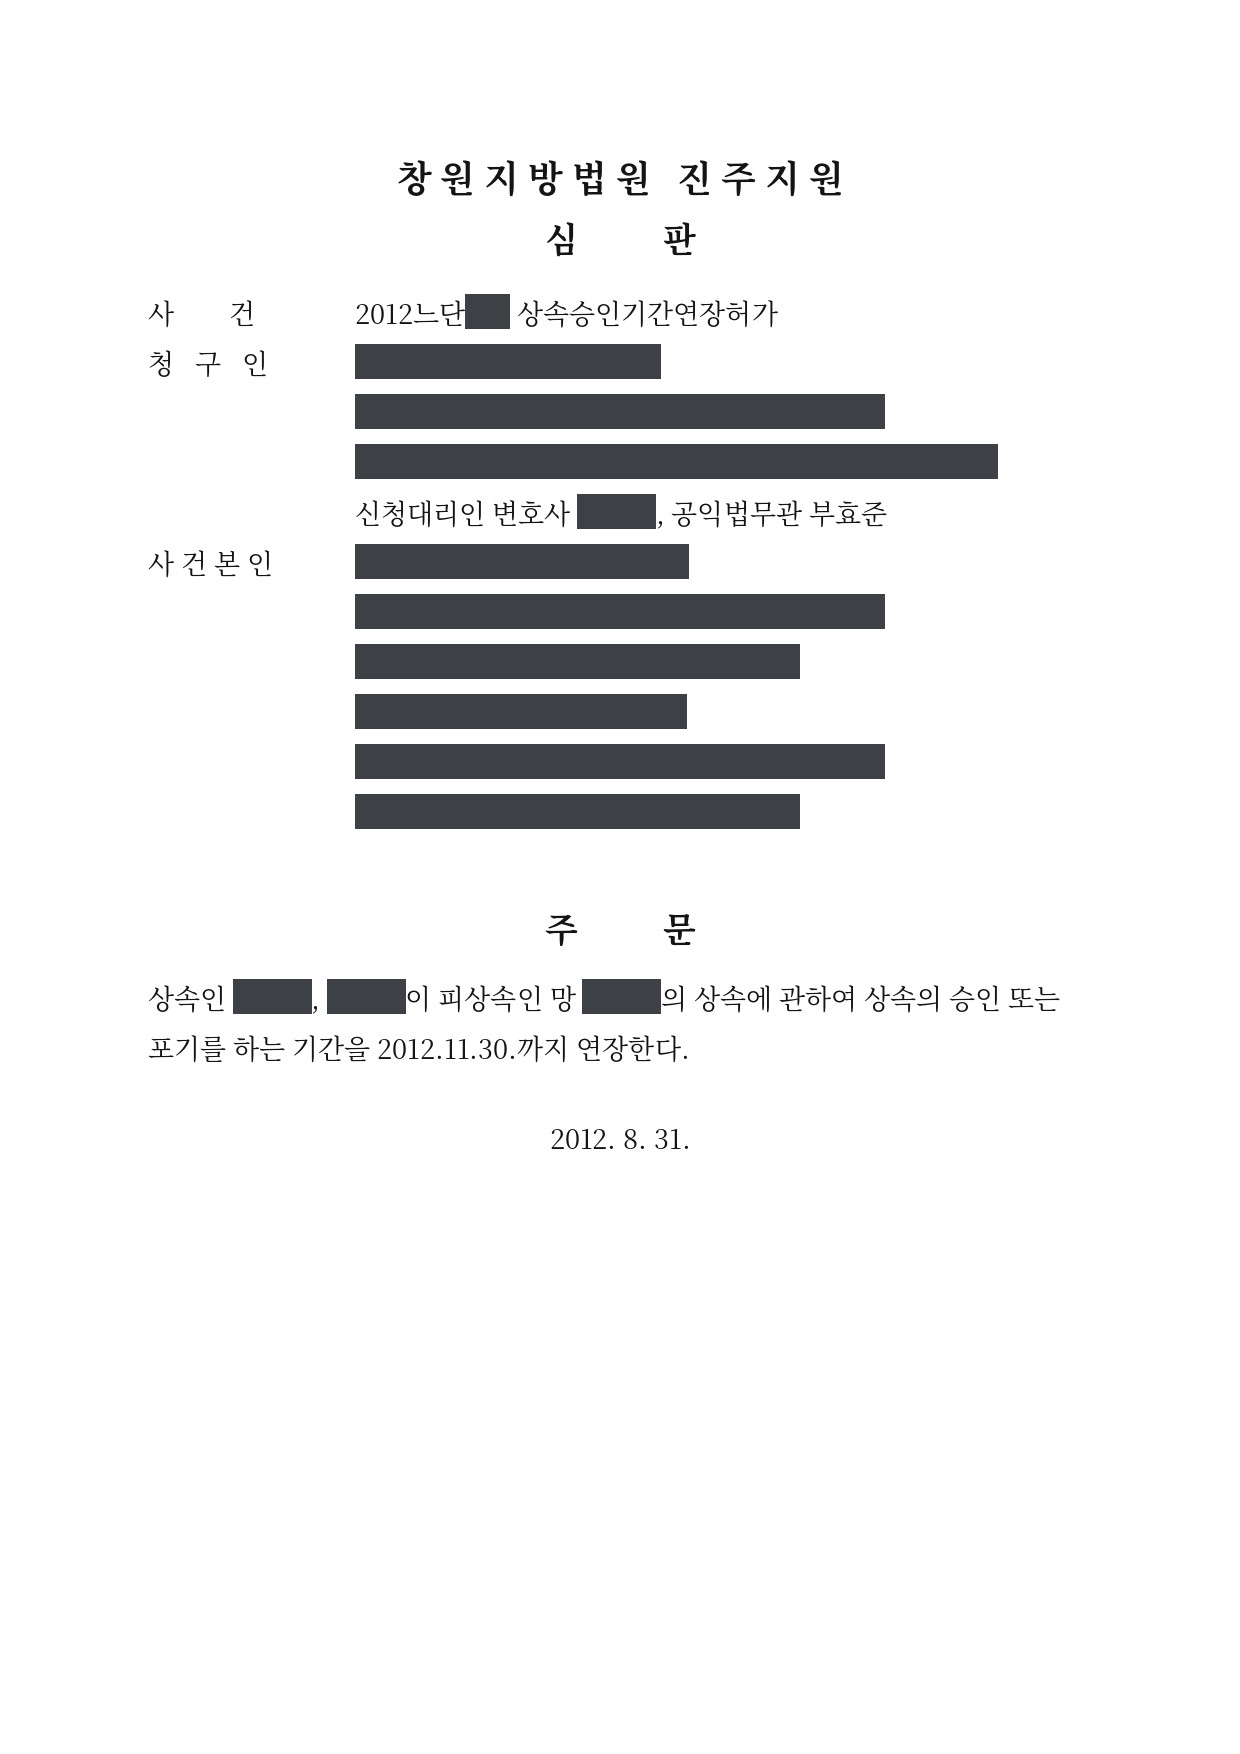 창원지방법원 진주지원
심 판
사 건 2012느단 상속승인기간연장허가
청 구 인
신청대리인 변호사 , 공익법무관 부효준
사 건 본 인
주 문
상속인 , 이 피상속인 망 의 상속에 관하여 상속의 승인 또는
포기를 하는 기간을 2012.11.30.까지 연장한다.
2012. 8. 31.